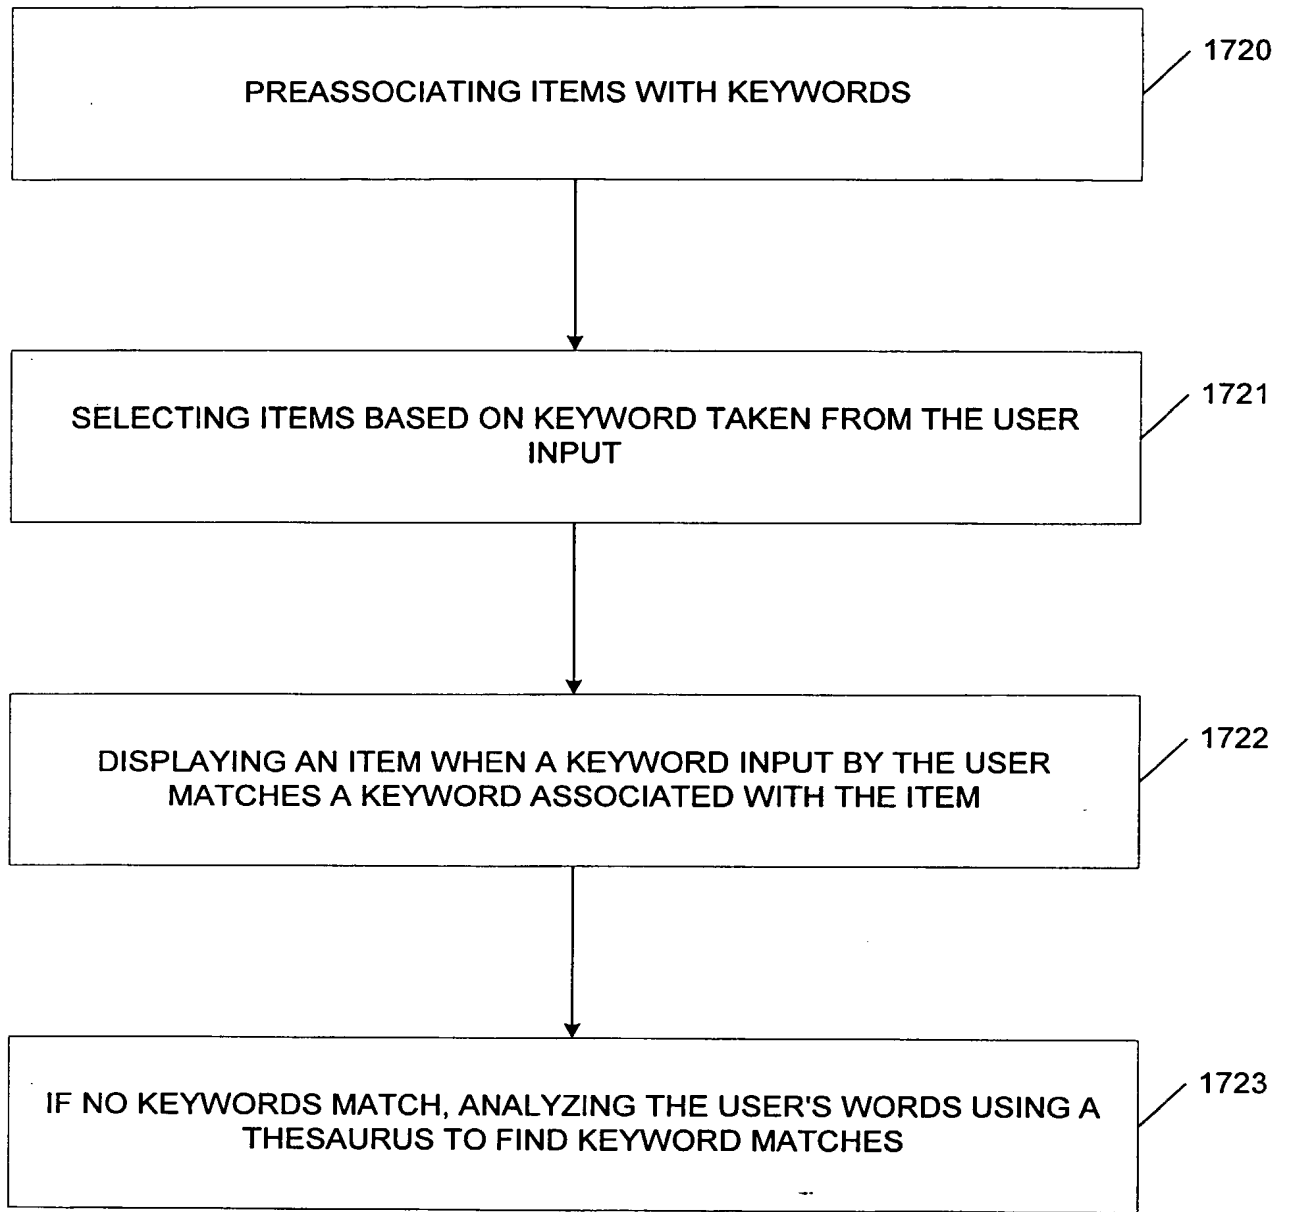 1720
PREASSOCIATING ITEMS WITH KEYWORDS
1721
SELECTING ITEMS BASED ON KEYWORD TAKEN FROM THE USER
INPUT
1722
DISPLAYING AN ITEM WHEN A KEYWORD INPUT BY THE USER
MATCHES A KEYWORD ASSOCIATED WITH THE ITEM
1723
IF NO KEYWORDS MATCH, ANALYZING THE USER'S WORDS USING A
THESAURUS TO FIND KEYWORD MATCHES